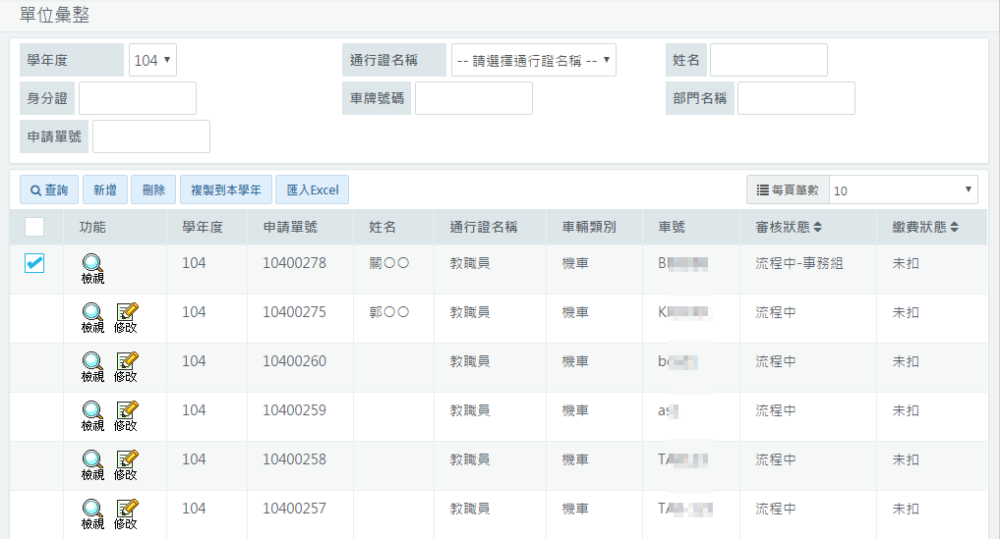 單位彙整
學年度 104 通行證名稱 -- 請選擇通行證名稱 -- 姓名
身分證 車牌號碼 部門名稱
申請單號
查詢 新增 刪除 複製到本學年 匯入Excel 每頁筆數 10
功能 學年度 申請單號 姓名 通行證名稱 車輛類別 車號 審核狀態 繳費狀態
檢視 104 10400278 關〇〇 教職員 機車 B 流程中-事務組 未扣
檢視 修改 104 10400275 郭〇〇 教職員 機車 K 流程中 未扣
檢視 修改 104 10400260 教職員 機車 b 流程中 未扣
檢視 修改 104 10400259 教職員 機車 as 流程中 未扣
檢視 修改 104 10400258 教職員 機車 TA 流程中 未扣
檢視 修改 104 10400257 教職員 機車 TA 流程中 未扣